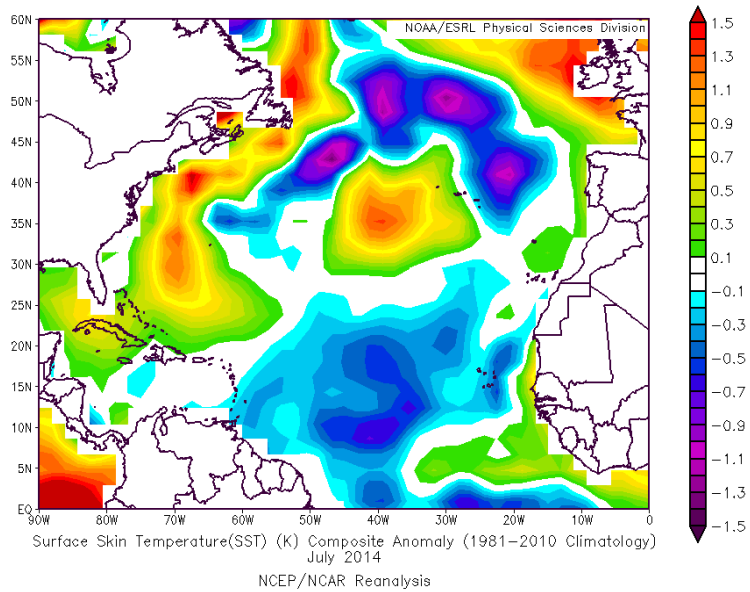 NOAA/ESRL Physical Sciences Division
60N
55N
50N
45N
40N
35N
30N
25N
20N
15N
10N
5N
EQ
90W 80W 70W 60W 50W 40W 30W 20W 10W 0
1.5
1.3
1.1
0.9
0.7
0.5
0.3
0.1
-0.1
-0.3
-0.5
-0.7
-0.9
-1.1
-1.3
-1.5
Surface Skin Temperature(SST) (K) Composite Anomaly (1981-2010 Climatology)
July 2014
NCEP/NCAR Reanalysis